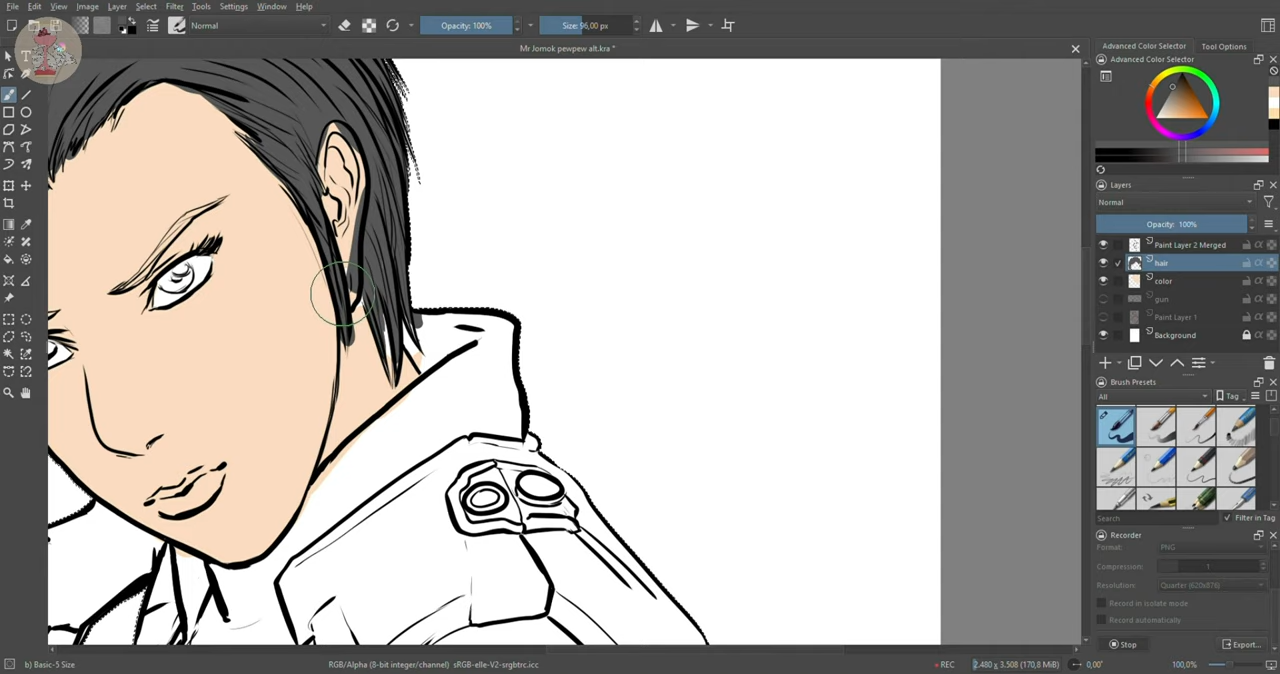 File Edit View Image Layer Select Filter Tools Settings Window Help
Normal
Opacity: 100%
Size: 96,00 px
Mr Jomok pewpew alt.kra *
Advanced Color Selector
Tool Options
Advanced Color Selector
Layers
Normal
Opacity: 100%
Paint Layer 2 Merged
hair
color
gun
Paint Layer 1
Background
Brush Presets
All
Tag
Search
Filter in Tag
Recorder
Format:
PNG
Compression:
1
Resolution:
Quarter (620x876)
Record in isolate mode
Record automatically
Stop
Export...
b) Basic-5 Size
RGB/Alpha (8-bit integer/channel) sRGB-elle-V2-srgbtrc.icc
REC
2.480 x 3.508 (170,8 MiB)
0,00°
100,0%